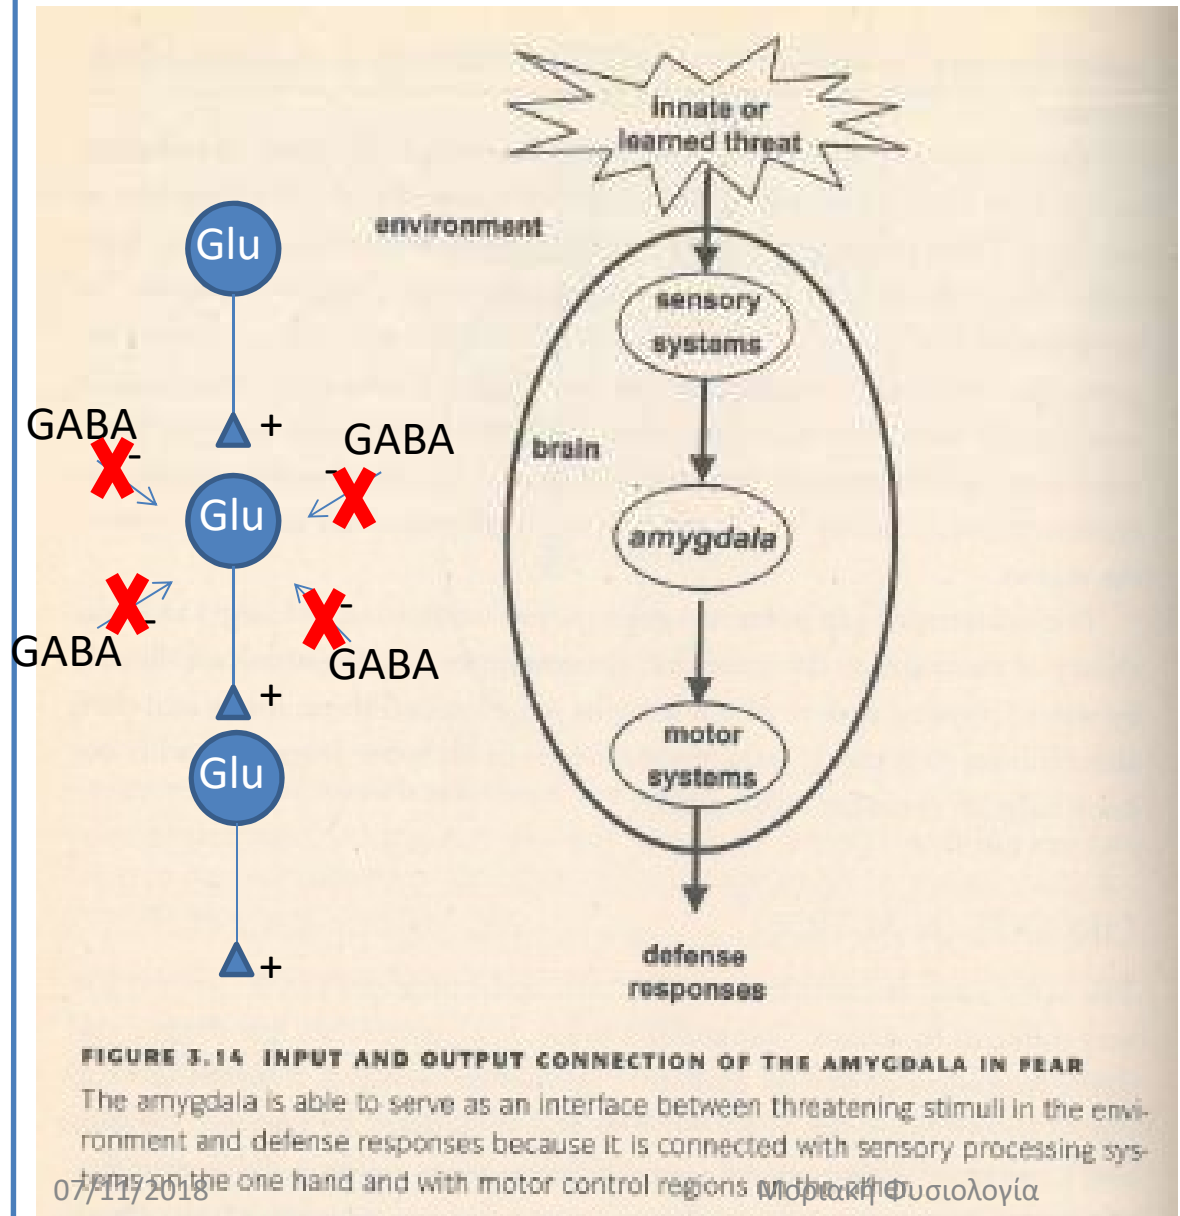 innate or
learned threat
environment
Glu
sensory
systems
GABA
+
GABA
-
-
brain
Glu
amygdala
-
-
GABA
GABA
+
motor
systems
Glu
defense
responses
+
FIGURE 3.14 INPUT AND OUTPUT CONNECTION OF THE AMYGDALA IN FEAR
The amygdala is able to serve as an interface between threatening stimuli in the envi-
ronment and defense responses because it is connected with sensory processing sys-
tems on the one hand and with motor control regions on the other.
07/11/2018
Μοριακή Φυσιολογία